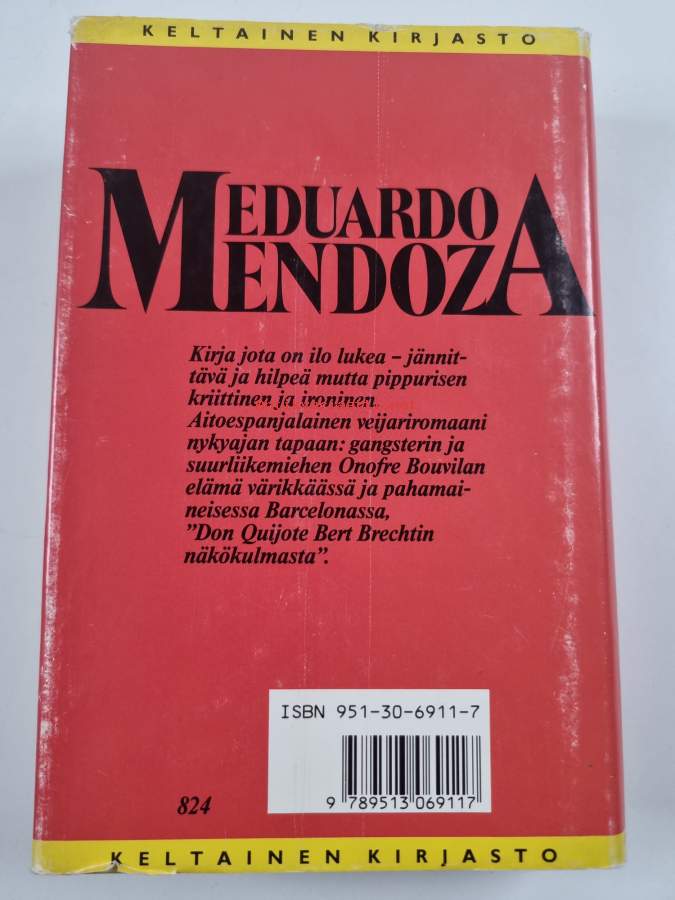 KELTAINEN KIRJASTO
EDUARDO
MENDOZA
Kirja jota on ilo lukea – jännit-
tävä ja hilpeä mutta pippurisen
kriittinen ja ironinen.
Aitoespanjalainen veijariromaani
nykyajan tapaan: gangsterin ja
suurliikemiehen Onofre Bouvilan
elämä värikkäässä ja pahamai-
neisessa Barcelonassa,
”Don Quijote Bert Brechtin
näkökulmasta”.
ISBN 951-30-6911-7
9 789513 069117
824
KELTAINEN KIRJASTO